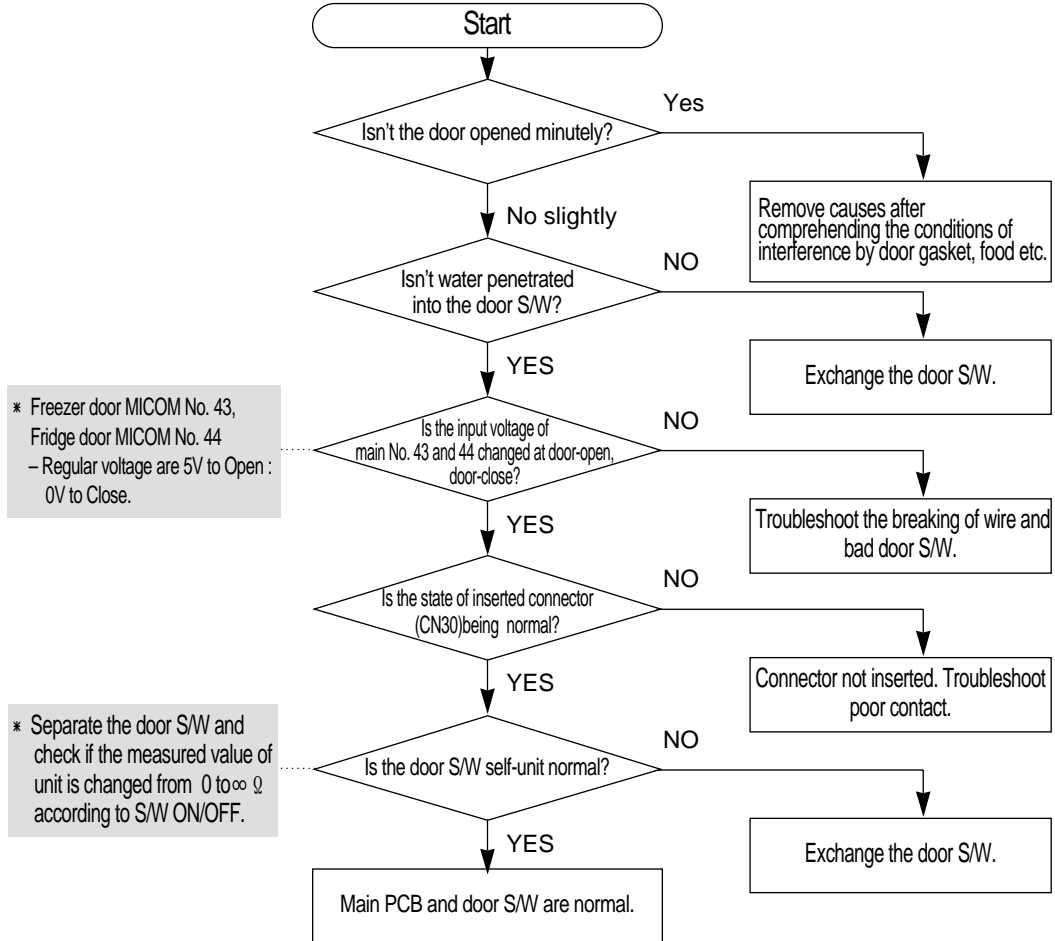 Start
Isn't the door opened minutely?
Yes
Remove causes after
comprehending the conditions of
interference by door gasket, food etc.
No slightly
Isn't water penetrated
into the door S/W?
NO
Exchange the door S/W.
YES
* Freezer door MICOM No. 43,
Fridge door MICOM No. 44
– Regular voltage are 5V to Open :
0V to Close.
Is the input voltage of
main No. 43 and 44 changed at door-open,
door-close?
NO
Troubleshoot the breaking of wire and
bad door S/W.
YES
Is the state of inserted connector
(CN30)being normal?
NO
Connector not inserted. Troubleshoot
poor contact.
YES
* Separate the door S/W and
check if the measured value of
unit is changed from 0 to∞ Ω
according to S/W ON/OFF.
Is the door S/W self-unit normal?
NO
Exchange the door S/W.
YES
Main PCB and door S/W are normal.